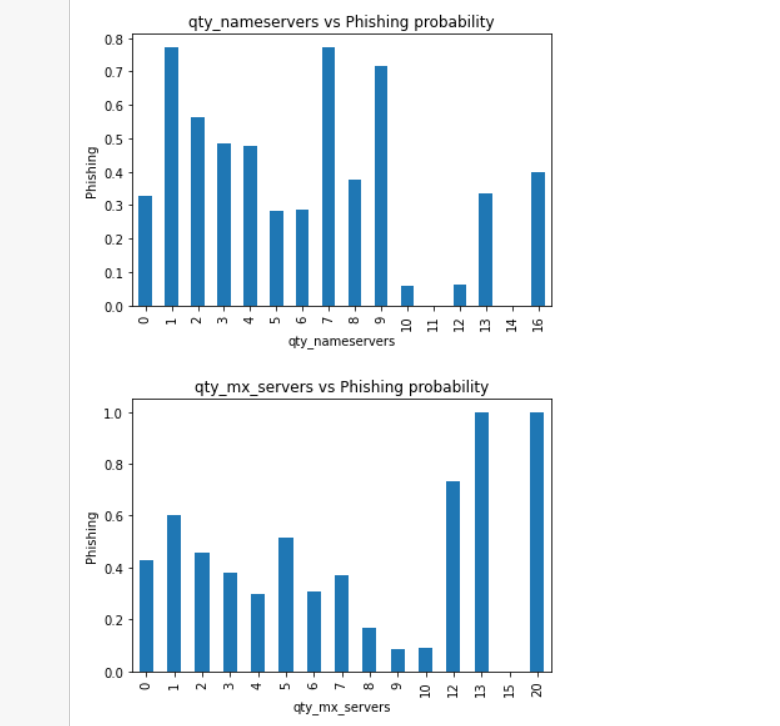 qty_nameservers vs Phishing probability
0.8
0.7
0.6
0.5
0.4
0.3
0.2
0.1
0.0
Phishing
0 1 2 3 4 5 6 7 8 9 10 11 12 13 14 16
qty_nameservers
qty_mx_servers vs Phishing probability
1.0
0.8
0.6
0.4
0.2
0.0
Phishing
0 1 2 3 4 5 6 7 8 9 10 12 13 15 20
qty_mx_servers